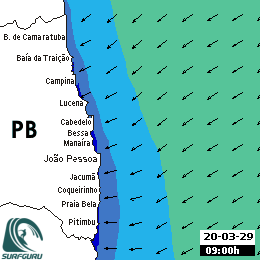 B. de Camaratuba
Baía da Traição
Campina
Lucena
Cabedelo
PB
Bessa
Manaíra
João Pessoa
Jacumã
Coqueirinho
Praia Bela
Pitimbu
20-03-29
09:00h
SURFGURU